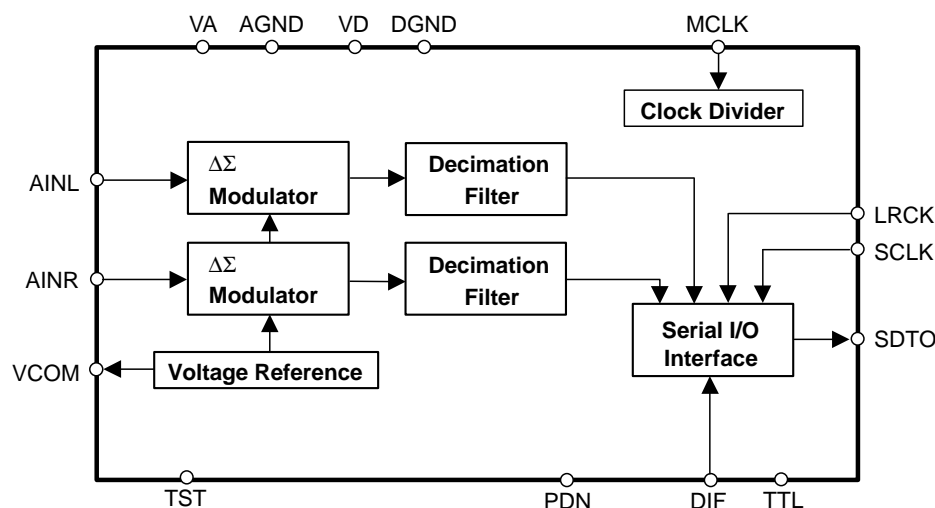 VA AGND VD DGND MCLK
Clock Divider
ΔΣ
Modulator
Decimation
Filter
AINL
LRCK
SCLK
AINR
ΔΣ
Modulator
Decimation
Filter
Serial I/O
Interface
SDTO
VCOM
Voltage Reference
TST PDN DIF TTL